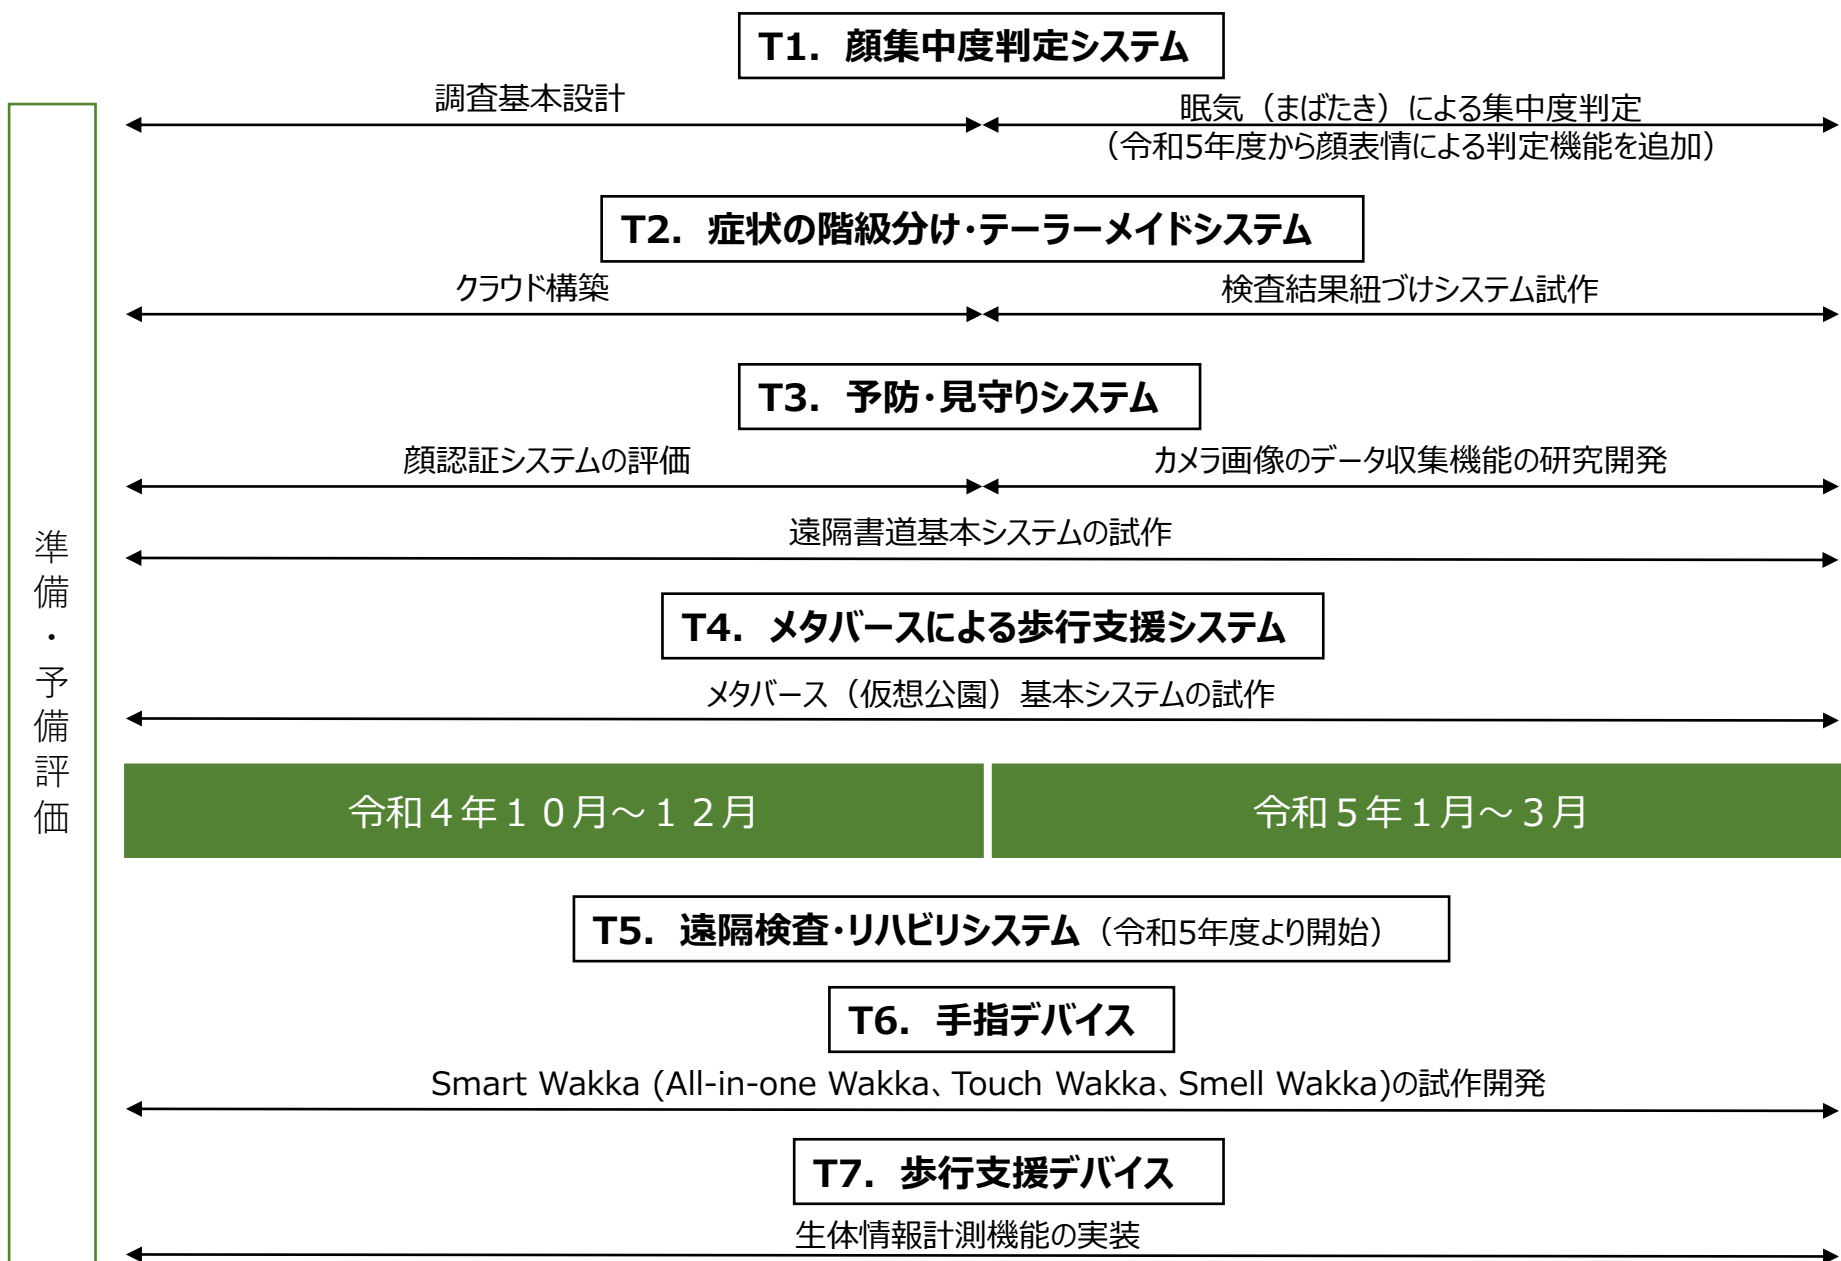 T1. 顔集中度判定システム
調査基本設計
眠気（まばたき）による集中度判定
（令和5年度から顔表情による判定機能を追加）
T2. 症状の階級分け・テーラーメイドシステム
クラウド構築
検査結果紐づけシステム試作
T3. 予防・見守りシステム
顔認証システムの評価
カメラ画像のデータ収集機能の研究開発
遠隔書道基本システムの試作
T4. メタバースによる歩行支援システム
メタバース（仮想公園）基本システムの試作
準備・予備評価
令和４年１０月～１２月
令和５年１月～３月
T5. 遠隔検査・リハビリシステム（令和5年度より開始）
T6. 手指デバイス
Smart Wakka (All-in-one Wakka、Touch Wakka、Smell Wakka)の試作開発
T7. 歩行支援デバイス
生体情報計測機能の実装